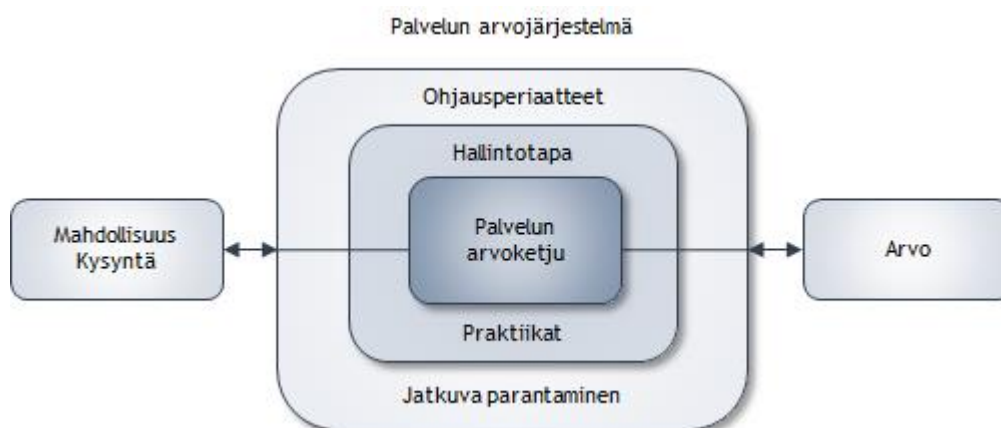 Palvelun arvojärjestelmä
Ohjausperiaatteet
Hallintotapa
Mahdollisuus
Kysyntä
Palvelun
arvoketju
Arvo
Praktiikat
Jatkuva parantaminen